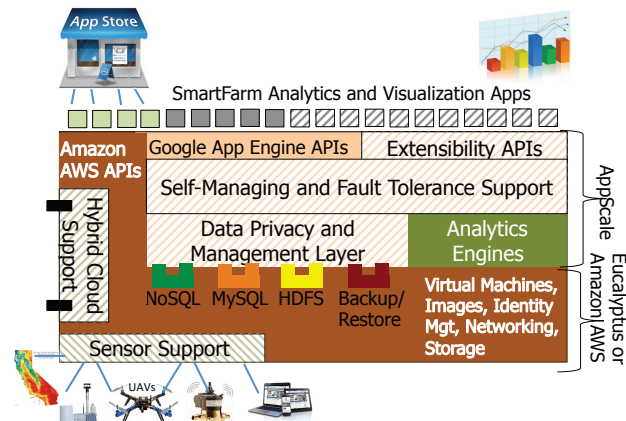 App Store
SmartFarm Analytics and Visualization Apps
Amazon
AWS APIs
Google App Engine APIs
Extensibility APIs
Self-Managing and Fault Tolerance Support
Data Privacy and
Management Layer
Analytics
Engines
Hybrid Cloud
Support
NoSQL
MySQL
HDFS
Backup/
Restore
Virtual Machines,
Images, Identity
Mgt, Networking,
Storage
Sensor Support
UAVs
AppScale
Eucalyptus or
Amazon AWS